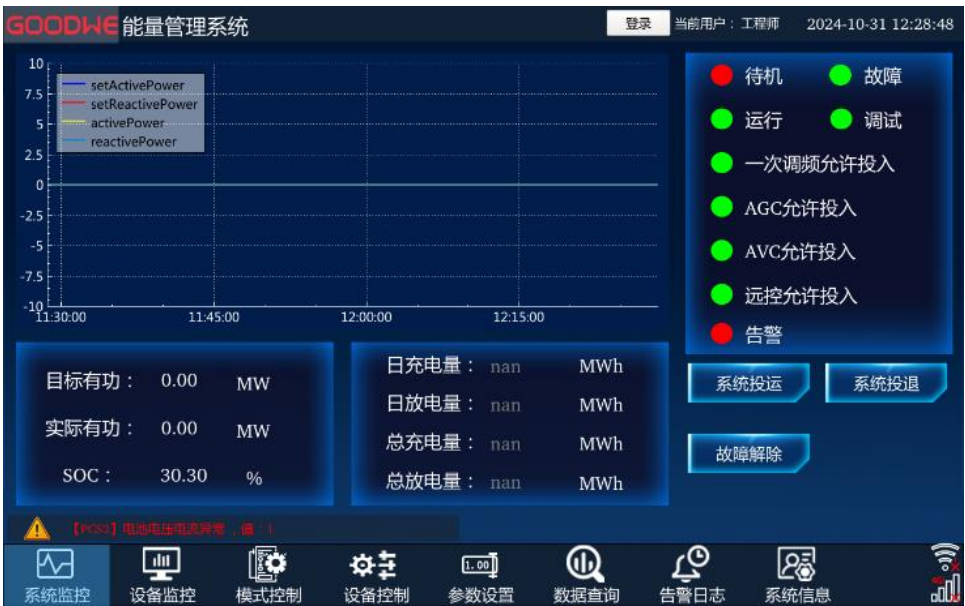 GOODWE 能量管理系统
登录 当前用户： 工程师 2024-10-31 12:28:48
10
7.5
5
2.5
0
-2.5
-5
-7.5
-10
setActivePower
setReactivePower
activePower
reactivePower
11:30:00 11:45:00 12:00:00 12:15:00
待机 故障
运行 调试
一次调频允许投入
AGC允许投入
AVC允许投入
远控允许投入
告警
目标有功： 0.00 MW
实际有功： 0.00 MW
SOC： 30.30 %
日充电量： nan MWh
日放电量： nan MWh
总充电量： nan MWh
总放电量： nan MWh
系统投运 系统投退
故障解除
【PCS2】电池电压电流异常，值：1
1.00
系统监控 设备监控 模式控制 设备控制 参数设置 数据查询 告警日志 系统信息
4G